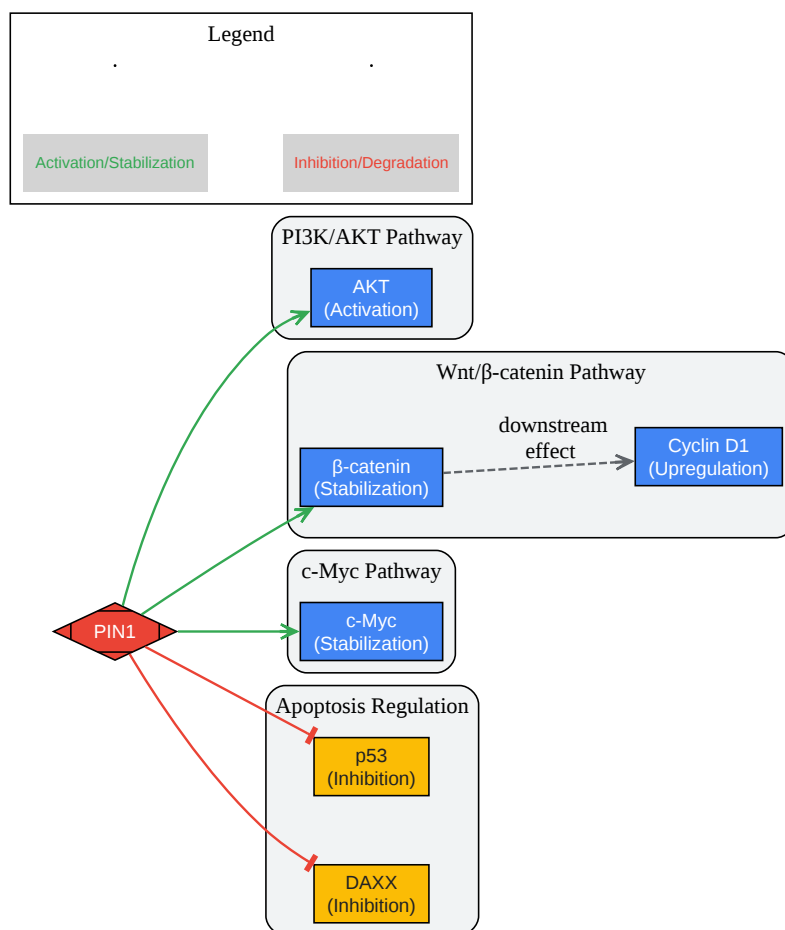 Legend
Activation/Stabilization
Inhibition/Degradation
PI3K/AKT Pathway
AKT
(Activation)
Wnt/β-catenin Pathway
downstream
effect
Cyclin D1
(Upregulation)
β-catenin
(Stabilization)
c-Myc Pathway
c-Myc
(Stabilization)
PIN1
Apoptosis Regulation
p53
(Inhibition)
DAXX
(Inhibition)